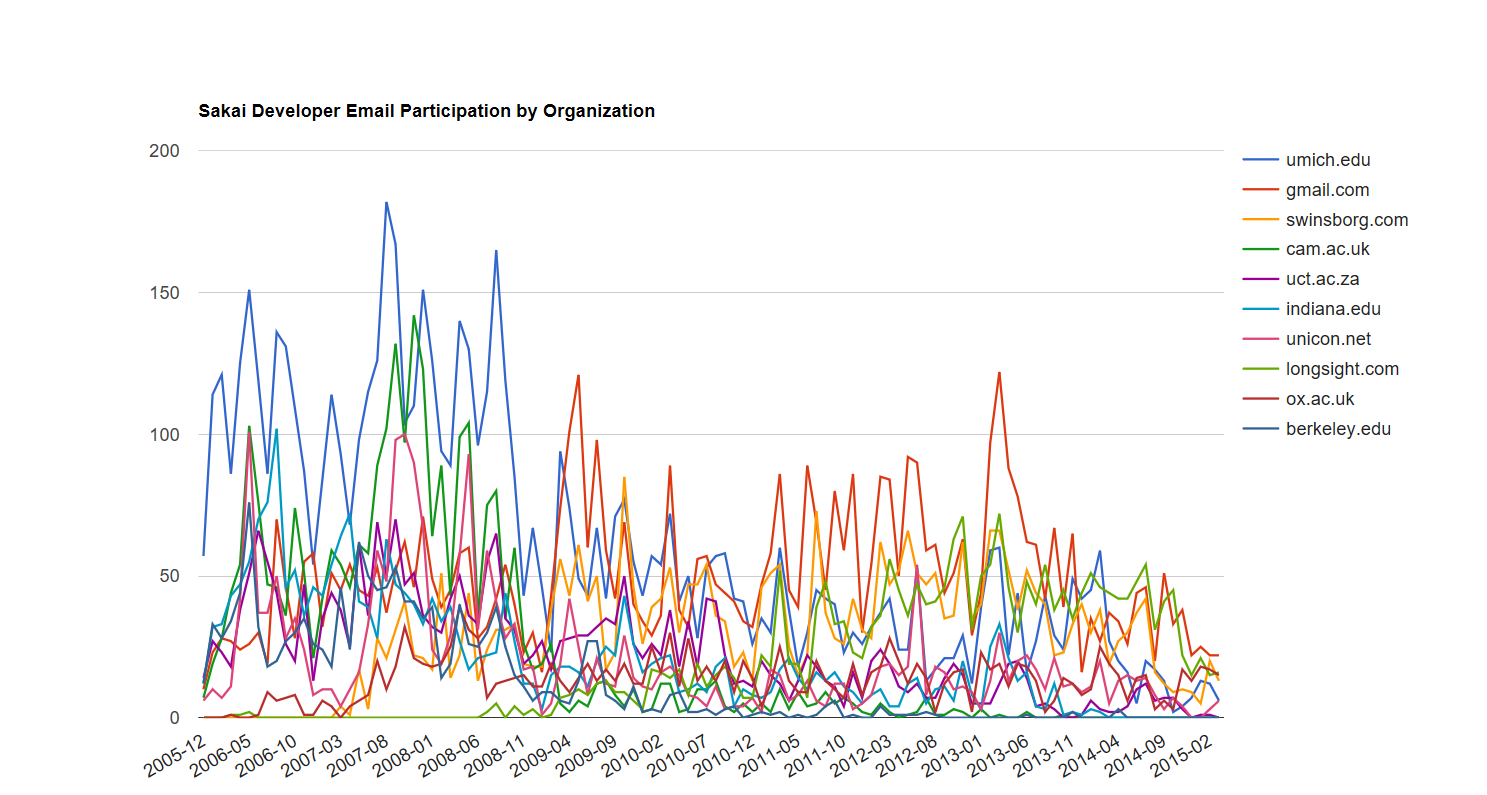 Sakai Developer Email Participation by Organization
200
150
100
50
0
umich.edu
gmail.com
swinsborg.com
cam.ac.uk
uct.ac.za
indiana.edu
unicon.net
longsight.com
ox.ac.uk
berkeley.edu
2005-12
2006-05
2006-10
2007-03
2007-08
2008-01
2008-06
2008-11
2009-04
2009-09
2010-02
2010-07
2010-12
2011-05
2011-10
2012-03
2012-08
2013-01
2013-06
2013-11
2014-04
2014-09
2015-02